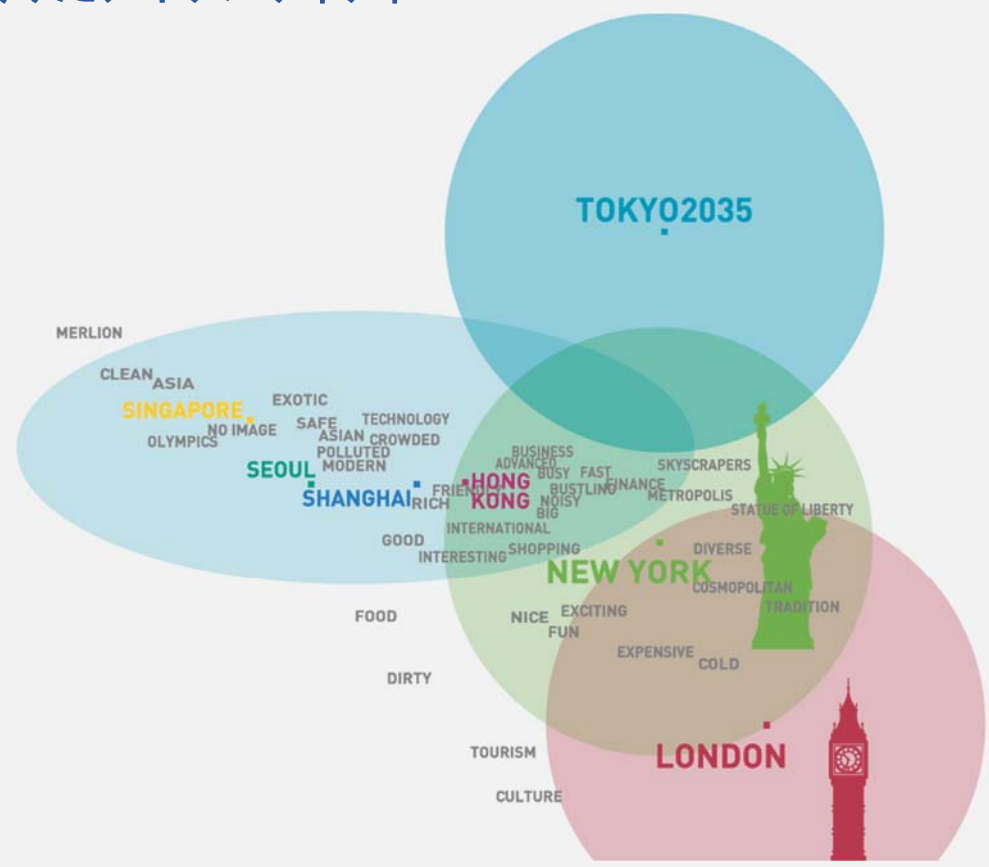 TOKYO2035
MERLION
CLEAN
ASIA
EXOTIC
SINGAPORE
SAFE
TECHNOLOGY
NO IMAGE
OLYMPICS
ASIAN
CROWDED
POLLUTED
MODERN
SEOUL
SHANGHAI
RICH
FRIENDLY
HONG
KONG
BUSINESS
ADVANCED
BUSY
FAST
BUSTLING
FINANCE
NOISY
BIG
SKYSCRAPERS
METROPOLIS
STATUE OF LIBERTY
INTERNATIONAL
GOOD
INTERESTING
SHOPPING
DIVERSE
NEW YORK
COSMOPOLITAN
TRADITION
FOOD
NICE
EXCITING
FUN
EXPENSIVE
COLD
DIRTY
TOURISM
LONDON
CULTURE